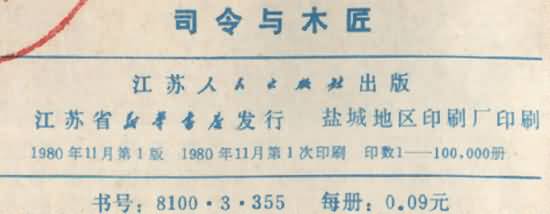 司令与木匠
江苏人民出版社出版
江苏省新华书店发行 盐城地区印刷厂印刷
1980年11月第1版 1980年11月第1次印刷 印数1——100,000册
书号：8100·3·355 每册：0.09元